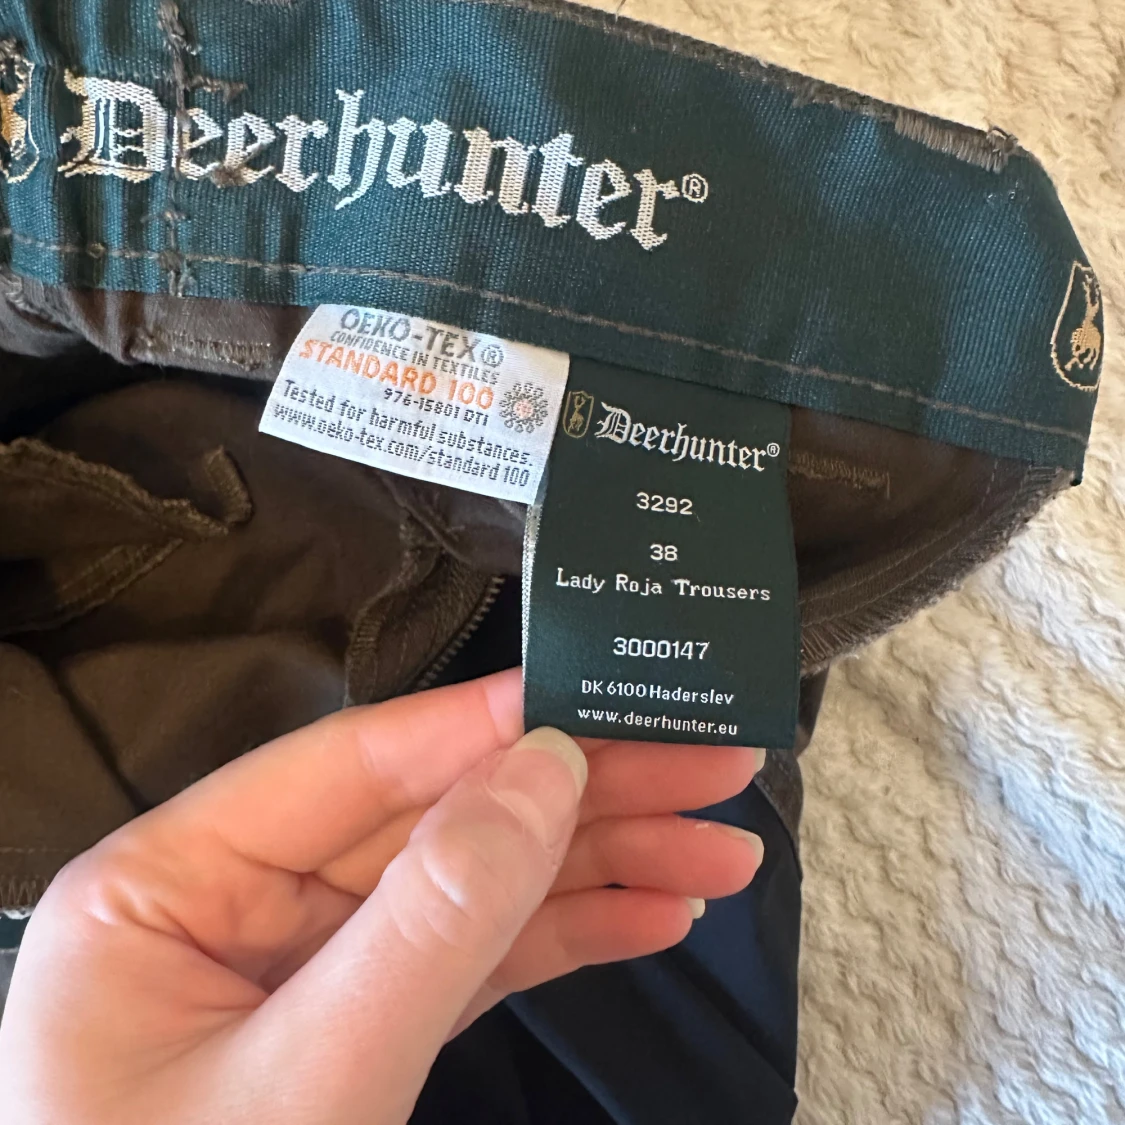 Deerhunter®
OEKO-TEX®
CONFIDENCE IN TEXTILES
STANDARD 100
976-15801 DTI
Tested for harmful substances.
www.oeko-tex.com/standard 100
Deerhunter®
3292
38
Lady Roja Trousers
3000147
DK 6100 Haderslev
www.deerhunter.eu